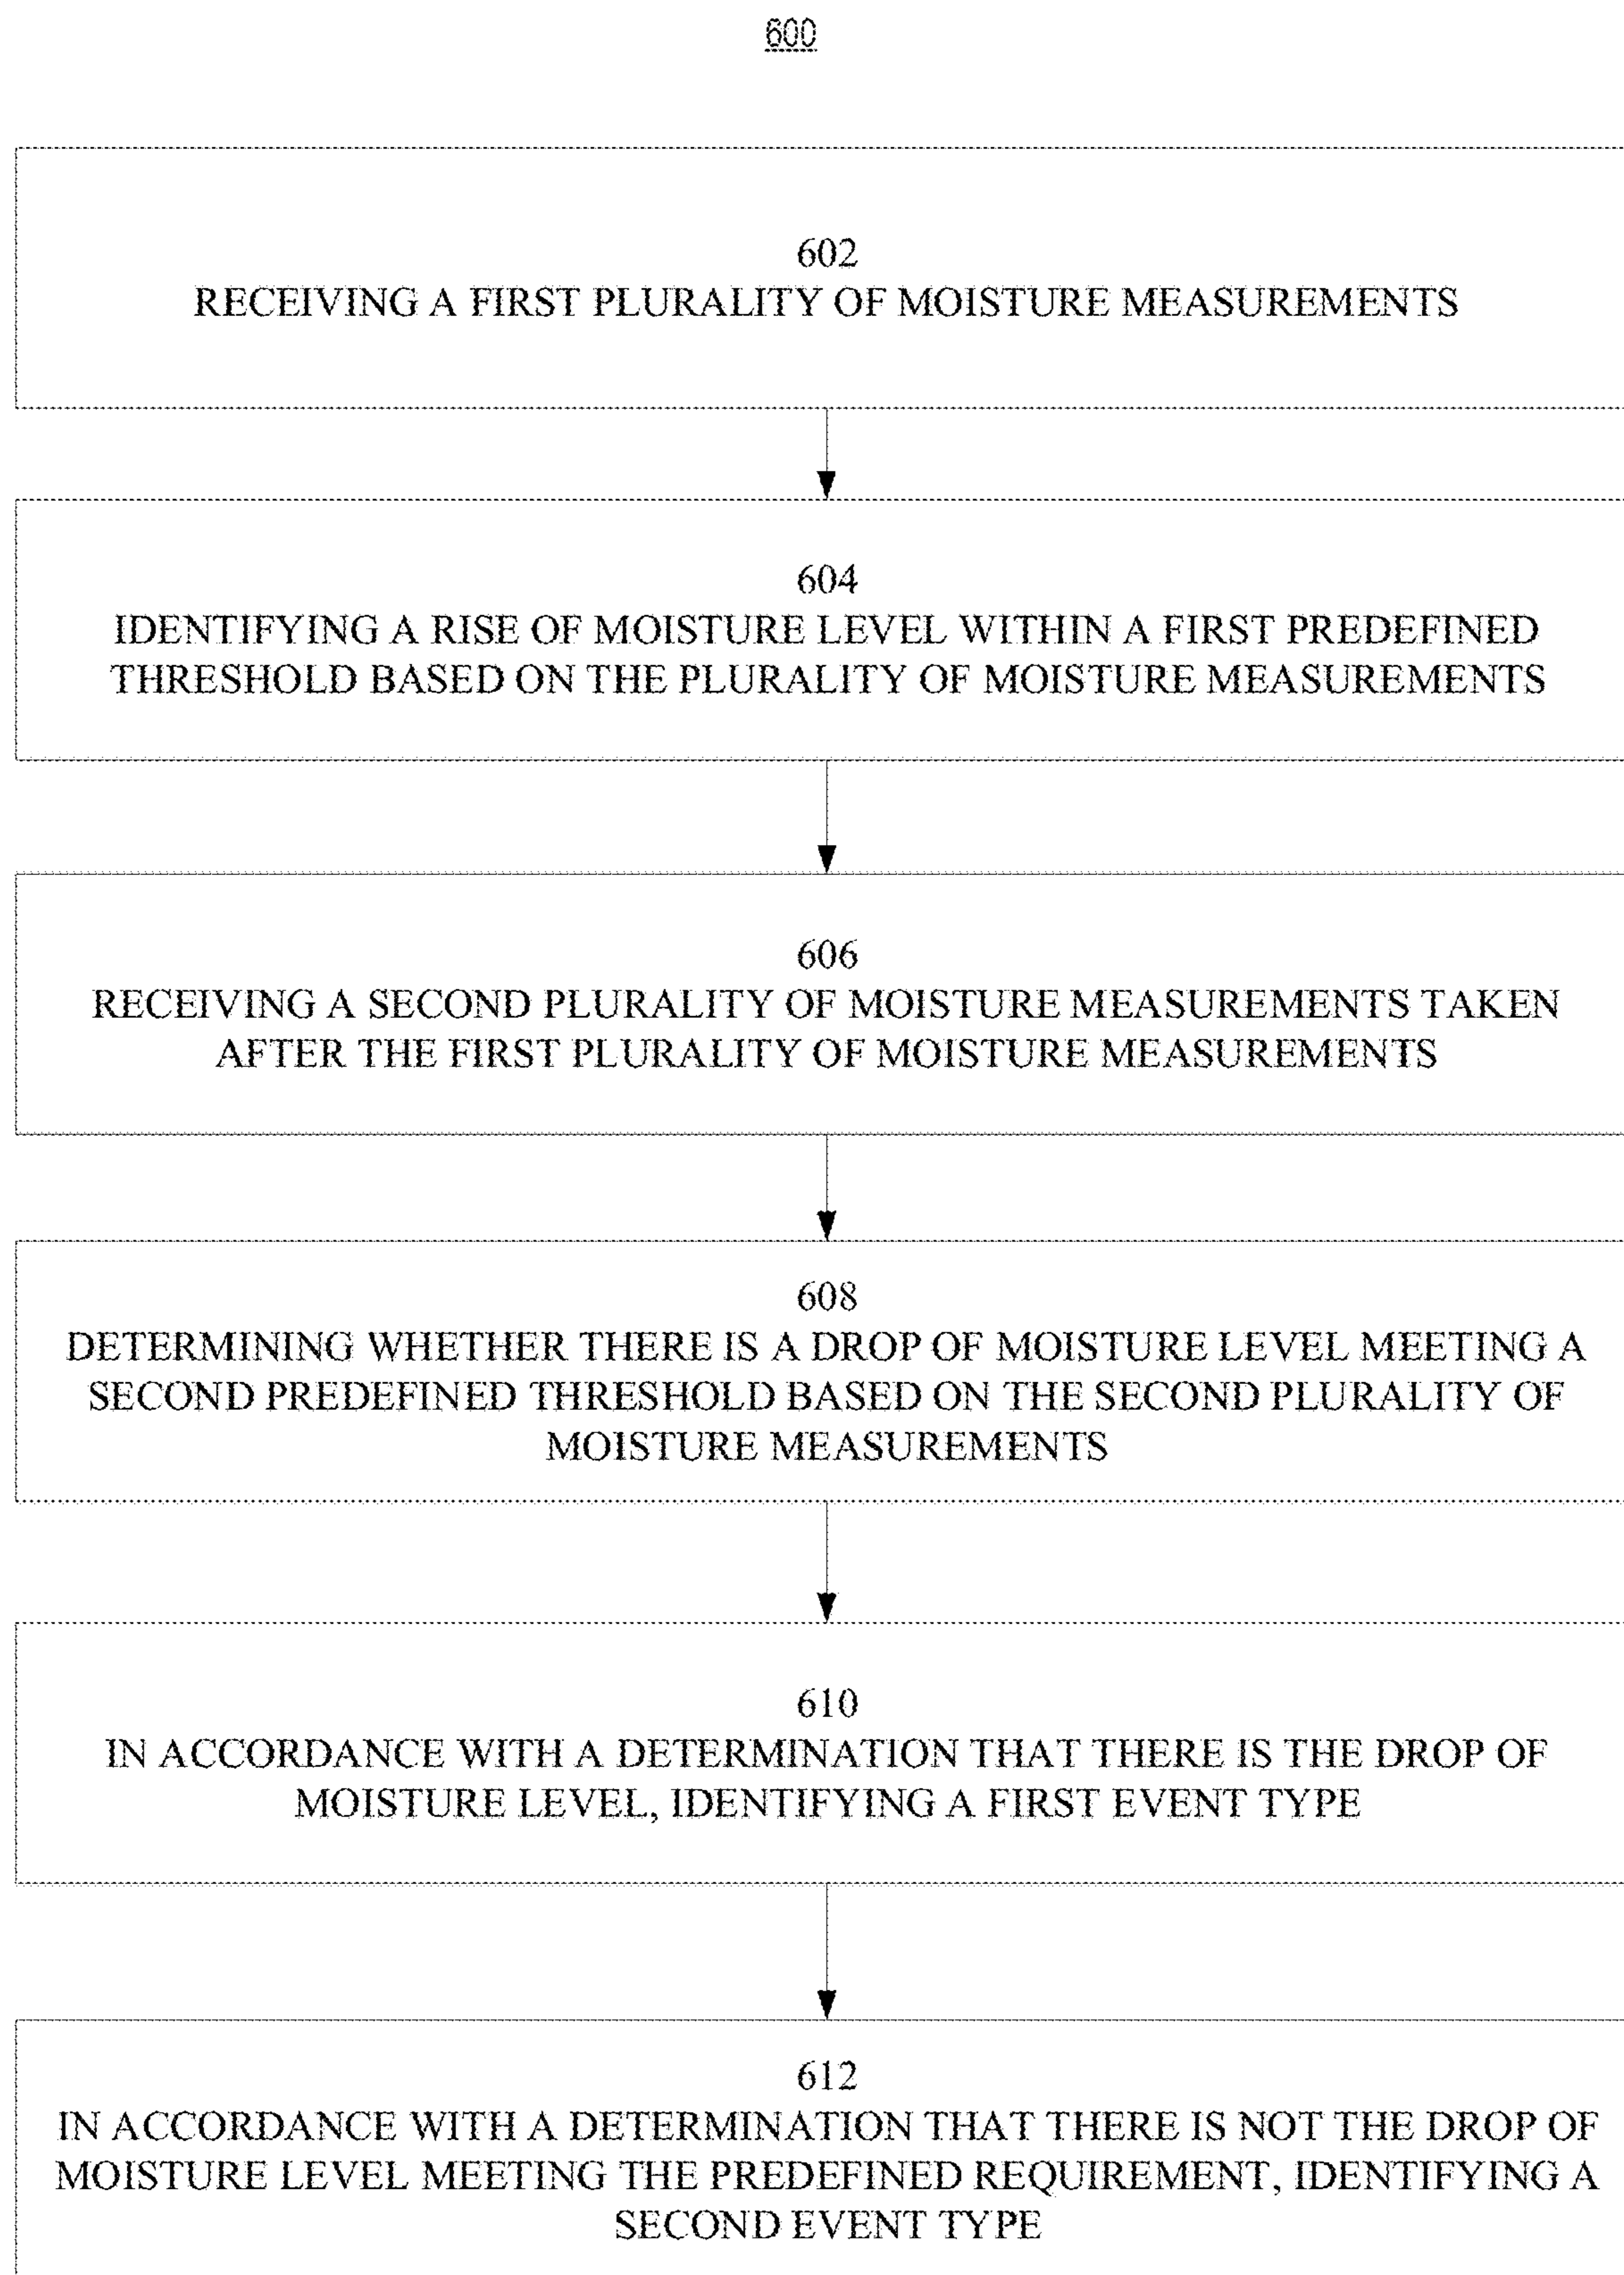 600
602
RECEIVING A FIRST PLURALITY OF MOISTURE MEASUREMENTS
604
IDENTIFYING A RISE OF MOISTURE LEVEL WITHIN A FIRST PREDEFINED
THRESHOLD BASED ON THE PLURALITY OF MOISTURE MEASUREMENTS
606
RECEIVING A SECOND PLURALITY OF MOISTURE MEASUREMENTS TAKEN
AFTER THE FIRST PLURALITY OF MOISTURE MEASUREMENTS
608
DETERMINING WHETHER THERE IS A DROP OF MOISTURE LEVEL MEETING A
SECOND PREDEFINED THRESHOLD BASED ON THE SECOND PLURALITY OF
MOISTURE MEASUREMENTS
610
IN ACCORDANCE WITH A DETERMINATION THAT THERE IS THE DROP OF
MOISTURE LEVEL, IDENTIFYING A FIRST EVENT TYPE
612
IN ACCORDANCE WITH A DETERMINATION THAT THERE IS NOT THE DROP OF
MOISTURE LEVEL MEETING THE PREDEFINED REQUIREMENT, IDENTIFYING A
SECOND EVENT TYPE